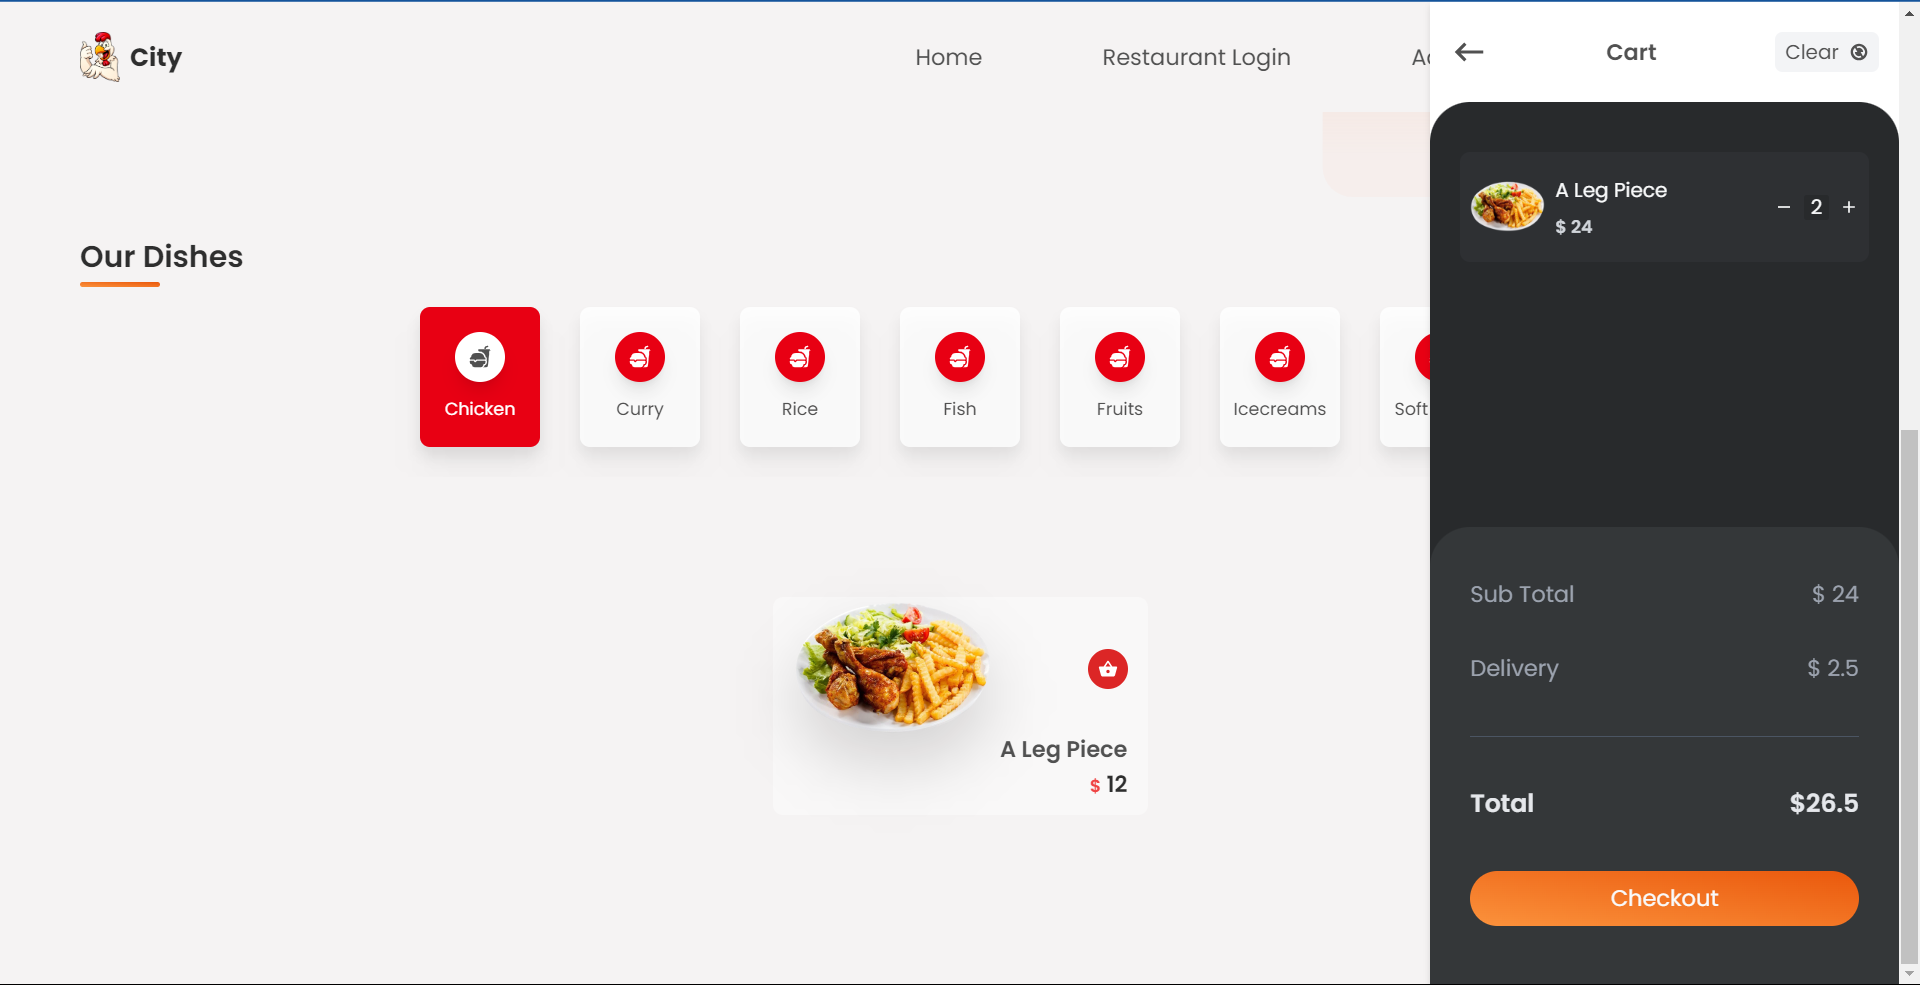 City
Home
Restaurant Login
Our Dishes
Chicken
Curry
Rice
Fish
Fruits
Icecreams
Soft
A Leg Piece
$ 12
Cart
Clear
A Leg Piece
$ 24
− 2 +
Sub Total
$ 24
Delivery
$ 2.5
Total
$26.5
Checkout